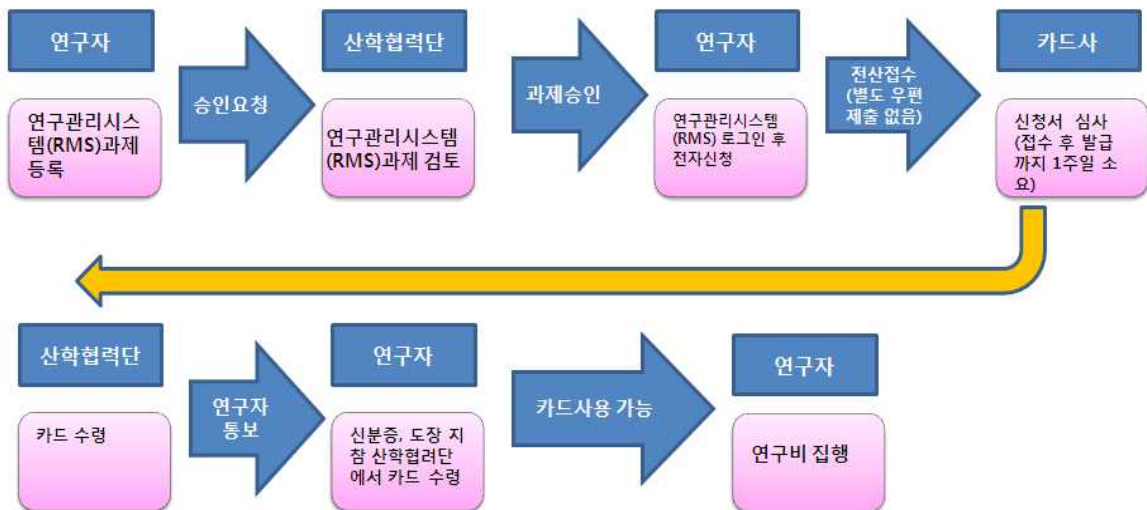 연구자
승인요청
산학협력단
과제승인
연구자
전산접수
(별도 우편
제출 없음)
카드사
연구관리시스
템(RMS)과제
등록
연구관리시스템
(RMS)과제 검토
연구관리시스템
(RMS) 로그인 후
전자신청
신청서 심사
(접수 후 발급
까지 1주일 소
요)
산학협력단
연구자
통보
연구자
카드사용 가능
연구자
카드 수령
신분증, 도장 지
참 산학협려단
에서 카드 수령
연구비 집행